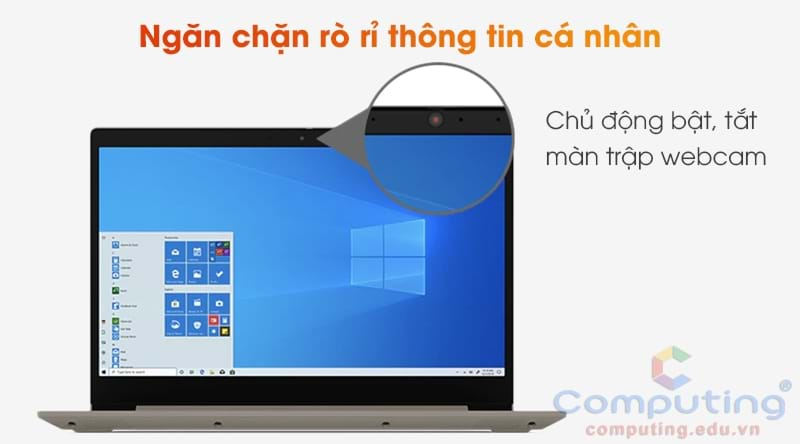 Ngăn chặn rò rỉ thông tin cá nhân
Chủ động bật, tắt
màn trập webcam
Computing®
computing.edu.vn